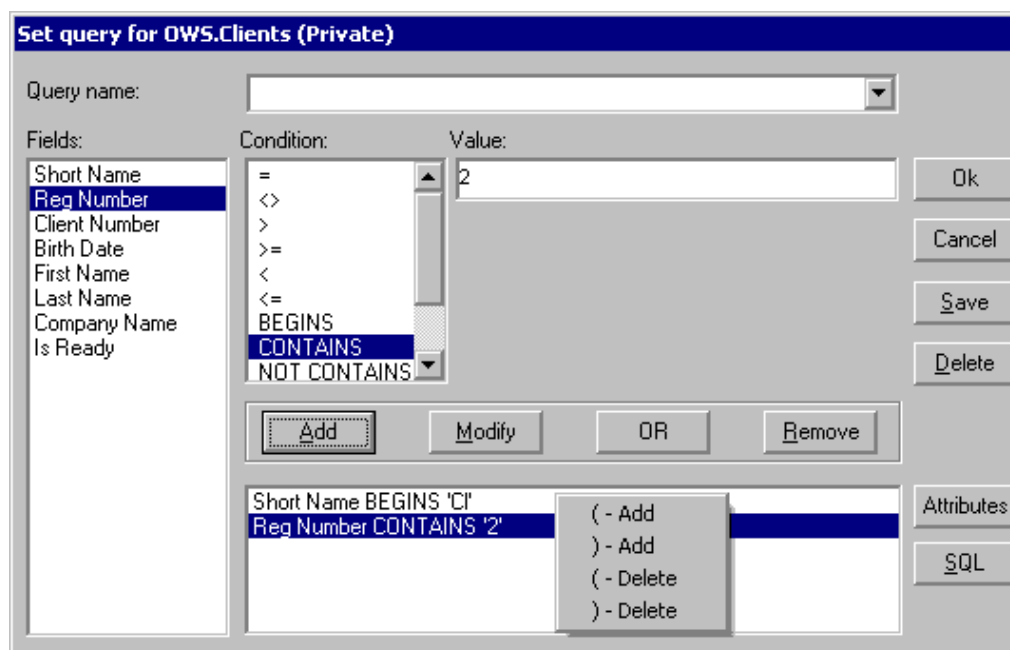 Set query for OWS.Clients (Private)
Query name:
Fields:
Condition:
Value:
Short Name
Reg Number
Client Number
Birth Date
First Name
Last Name
Company Name
Is Ready
=
<>
>
>=
<
<=
BEGINS
CONTAINS
NOT CONTAINS
2
Ok
Cancel
Save
Delete
Add
Modify
OR
Remove
Short Name BEGINS 'Cl'
Reg Number CONTAINS '2'
( - Add
) - Add
( - Delete
) - Delete
Attributes
SQL